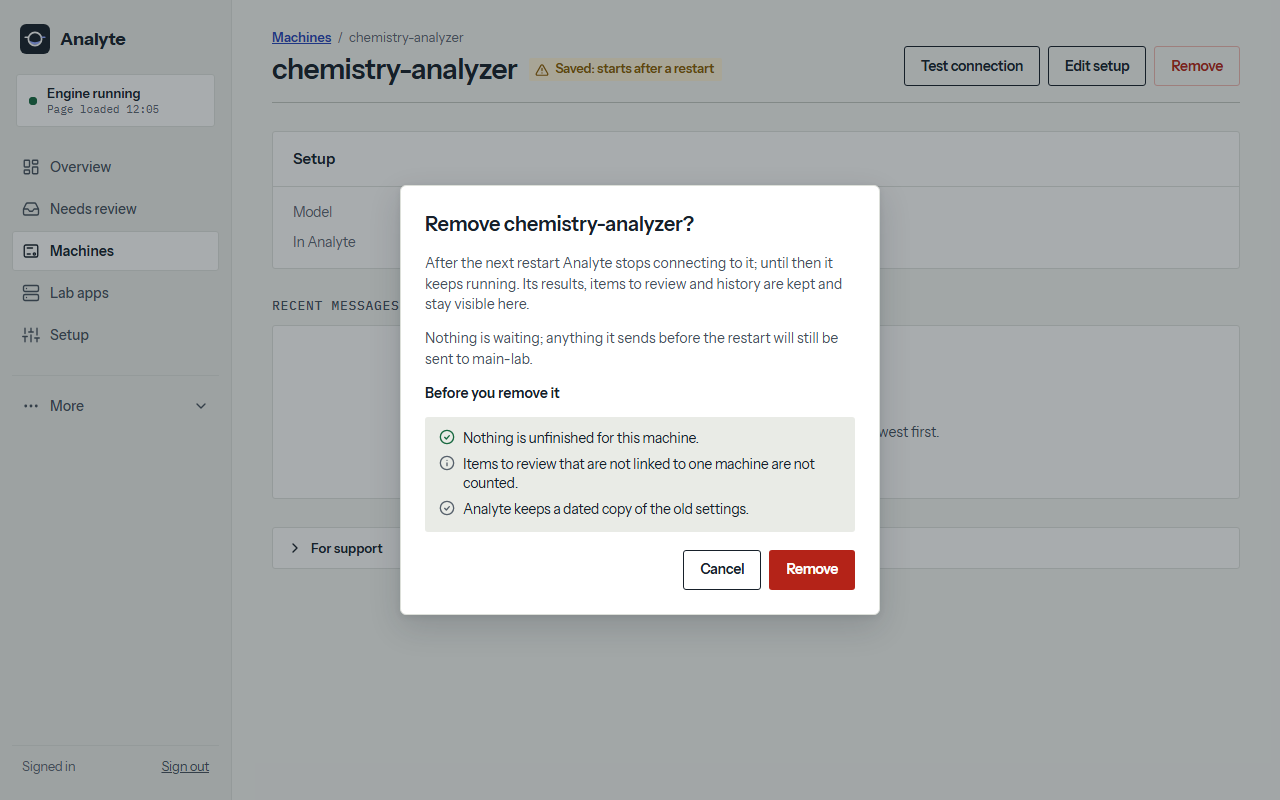 Analyte
Engine running
Page loaded 12:05
Overview
Needs review
Machines
Lab apps
Setup
More
Signed in
Sign out
Machines / chemistry-analyzer
chemistry-analyzer
Saved: starts after a restart
Test connection
Edit setup
Remove
Setup
Model
In Analyte
RECENT MESSAGES
west first.
For support
Remove chemistry-analyzer?
After the next restart Analyte stops connecting to it; until then it
keeps running. Its results, items to review and history are kept and
stay visible here.
Nothing is waiting; anything it sends before the restart will still be
sent to main-lab.
Before you remove it
Nothing is unfinished for this machine.
Items to review that are not linked to one machine are not
counted.
Analyte keeps a dated copy of the old settings.
Cancel
Remove